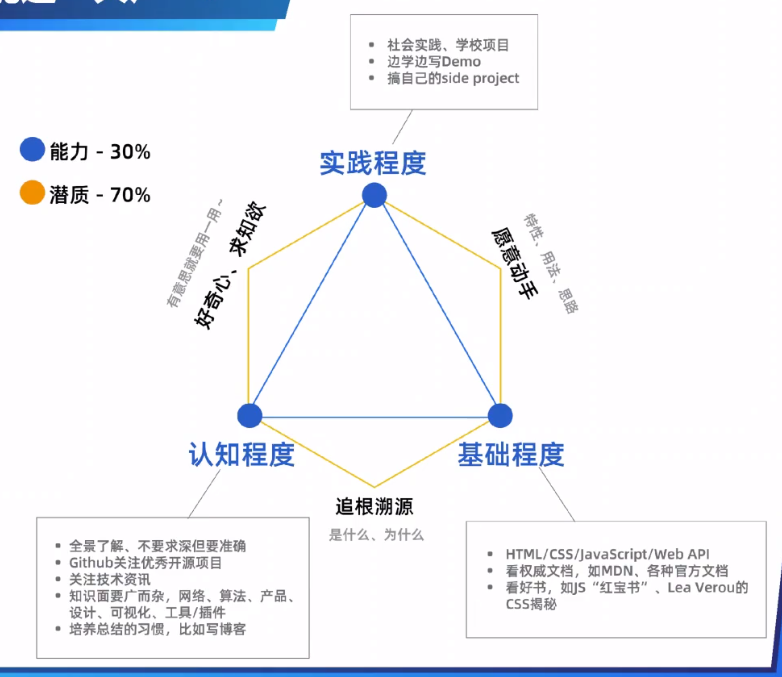 社会实践、学校项目
边学边写Demo
搞自己的side project
能力 - 30%
潜质 - 70%
实践程度
有意思就要用一用~
好奇心、求知欲
愿意动手
特性、用法、思路
认知程度
基础程度
追根溯源
是什么、为什么
全景了解、不要求深但要准确
Github关注优秀开源项目
关注技术资讯
知识面要广而杂，网络、算法、产品、
设计、可视化、工具/插件
培养总结的习惯，比如写博客
HTML/CSS/JavaScript/Web API
看权威文档，如MDN、各种官方文档
看好书，如JS“红宝书”、Lea Verou的
CSS揭秘